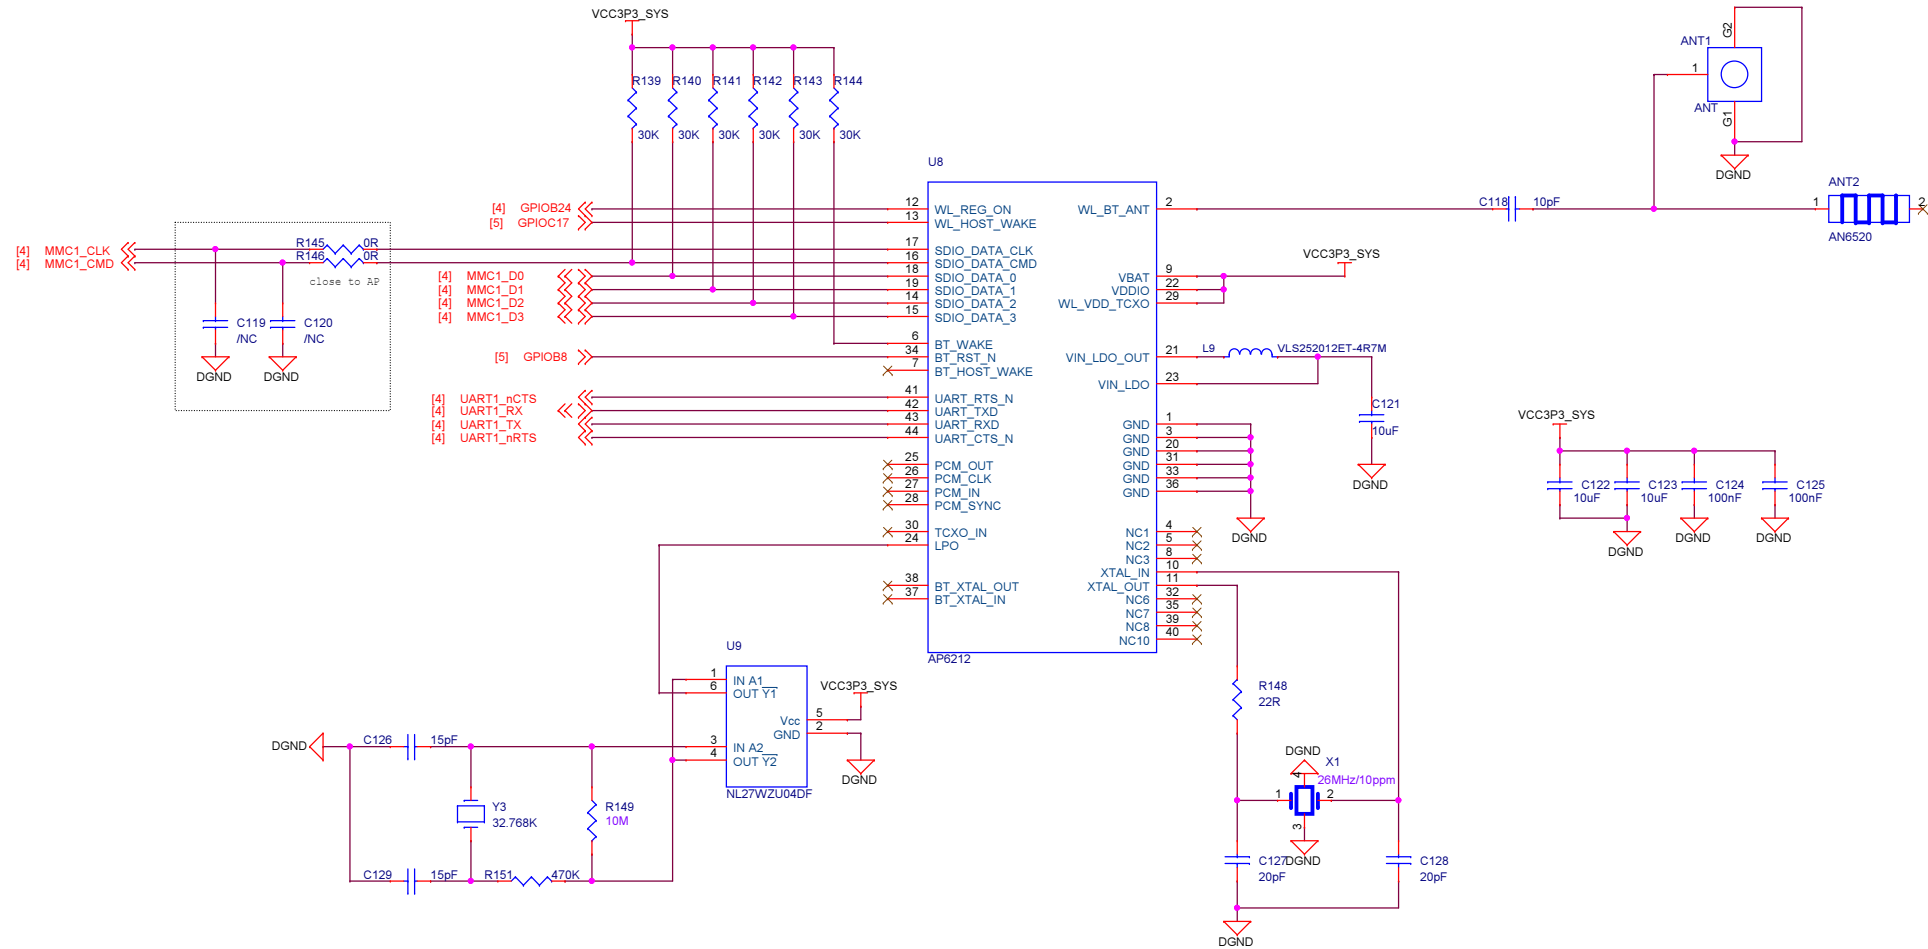 VCC3P3_SYS
R139 R140 R141 R142 R143 R144
30K 30K 30K 30K 30K 30K
[4] GPIOB24
[5] GPIOC17
[4] MMC1_CLK
[4] MMC1_CMD
R145 0R
R146 0R
close to AP
C119 /NC
C120 /NC
DGND
DGND
[4] MMC1_D0
[4] MMC1_D1
[4] MMC1_D2
[4] MMC1_D3
[5] GPIOB8
[4] UART1_nCTS
[4] UART1_RX
[4] UART1_TX
[4] UART1_nRTS
U8
12 WL_REG_ON
13 WL_HOST_WAKE
17 SDIO_DATA_CLK
16 SDIO_DATA_CMD
18 SDIO_DATA_0
19 SDIO_DATA_1
14 SDIO_DATA_2
15 SDIO_DATA_3
6 BT_WAKE
34 BT_RST_N
7 BT_HOST_WAKE
41 UART_RTS_N
42 UART_TXD
43 UART_RXD
44 UART_CTS_N
25 PCM_OUT
26 PCM_CLK
27 PCM_IN
28 PCM_SYNC
30 TCXO_IN
24 LPO
38 BT_XTAL_OUT
37 BT_XTAL_IN
AP6212
WL_BT_ANT 2
VBAT 9
VDDIO 22
WL_VDD_TCXO 29
VIN_LDO_OUT 21
VIN_LDO 23
GND 1
GND 3
GND 20
GND 31
GND 33
GND 36
NC1 4
NC2 5
NC3 8
XTAL_IN 10
XTAL_OUT 11
NC6 32
NC7 35
NC8 39
NC10 40
VCC3P3_SYS
L9 VLS252012ET-4R7M
C121
10uF
DGND
DGND
C118 10pF
ANT1
G2
1
ANT
G1
DGND
ANT2
1 2
AN6520
VCC3P3_SYS
C122 C123 C124 C125
10uF 10uF 100nF 100nF
DGND DGND DGND
U9
1 IN A1
6 OUT Y1
3 IN A2
4 OUT Y2
Vcc 5
GND 2
NL27WZU04DF
VCC3P3_SYS
DGND
DGND
C126 15pF
Y3
32.768K
R149
10M
C129 15pF
R151 470K
R148
22R
DGND
X1
4
26MHz/10ppm
1 2
3
DGND
C127
20pF
C128
20pF
DGND